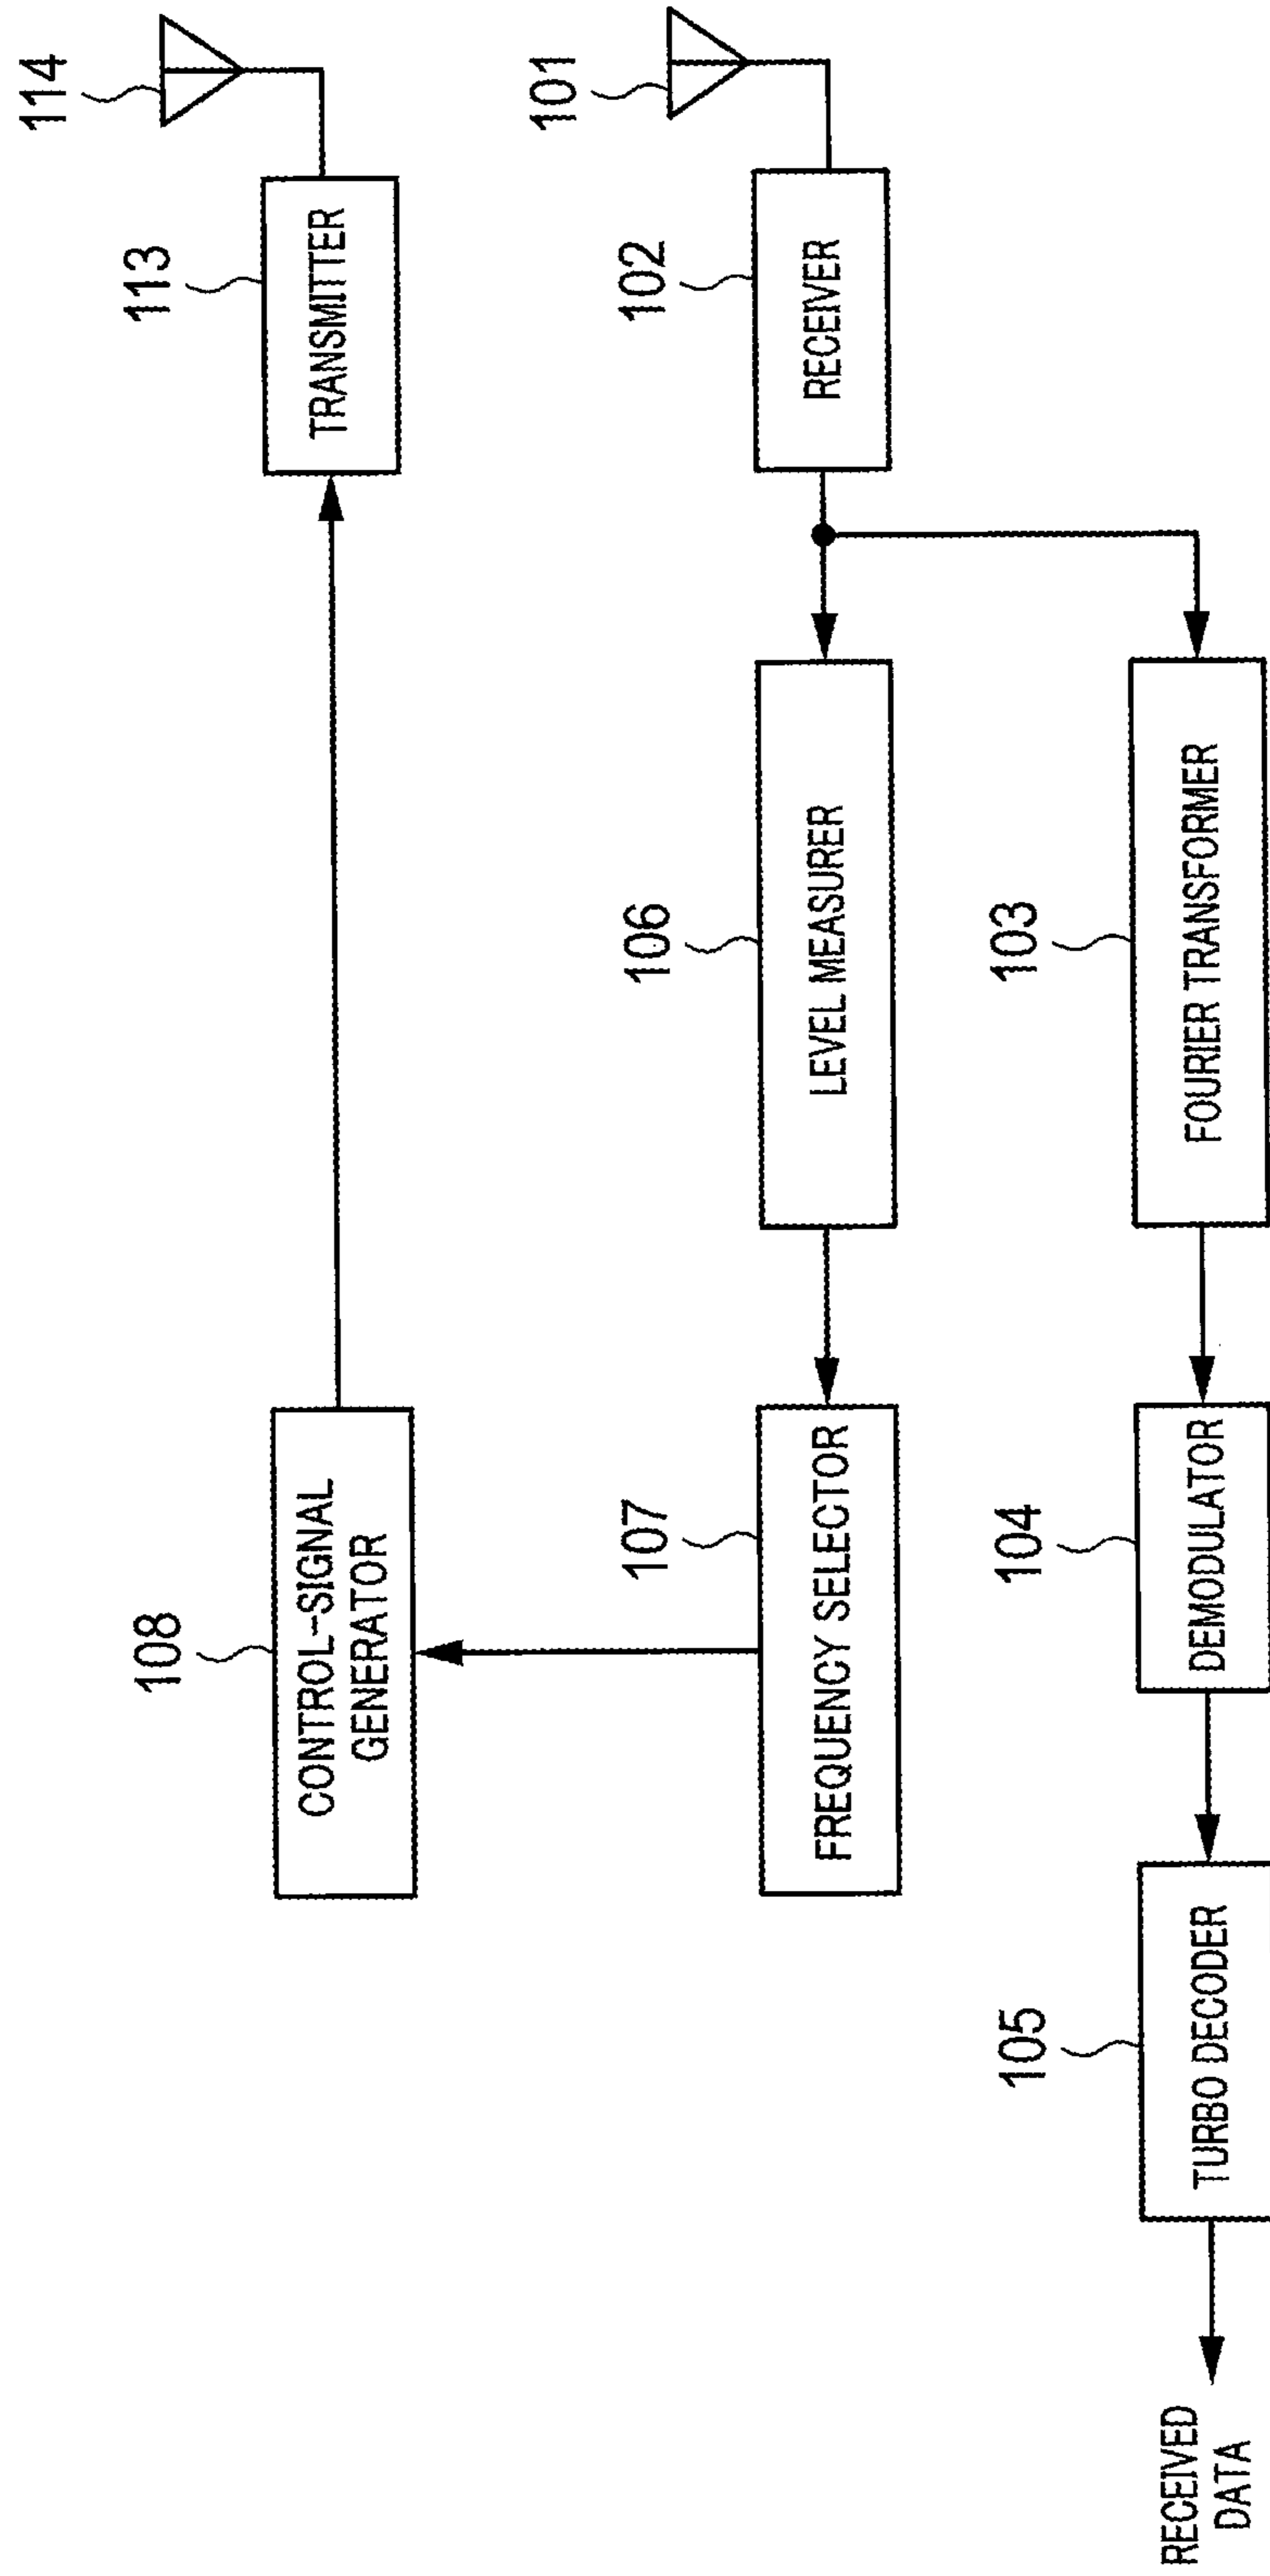 114
TRANSMITTER
113
101
RECEIVER
102
LEVEL MEASURER
106
FOURIER TRANSFORMER
103
CONTROL-SIGNAL
GENERATOR
108
FREQUENCY SELECTOR
107
DEMODULATOR
104
TURBO DECODER
105
RECEIVED
DATA